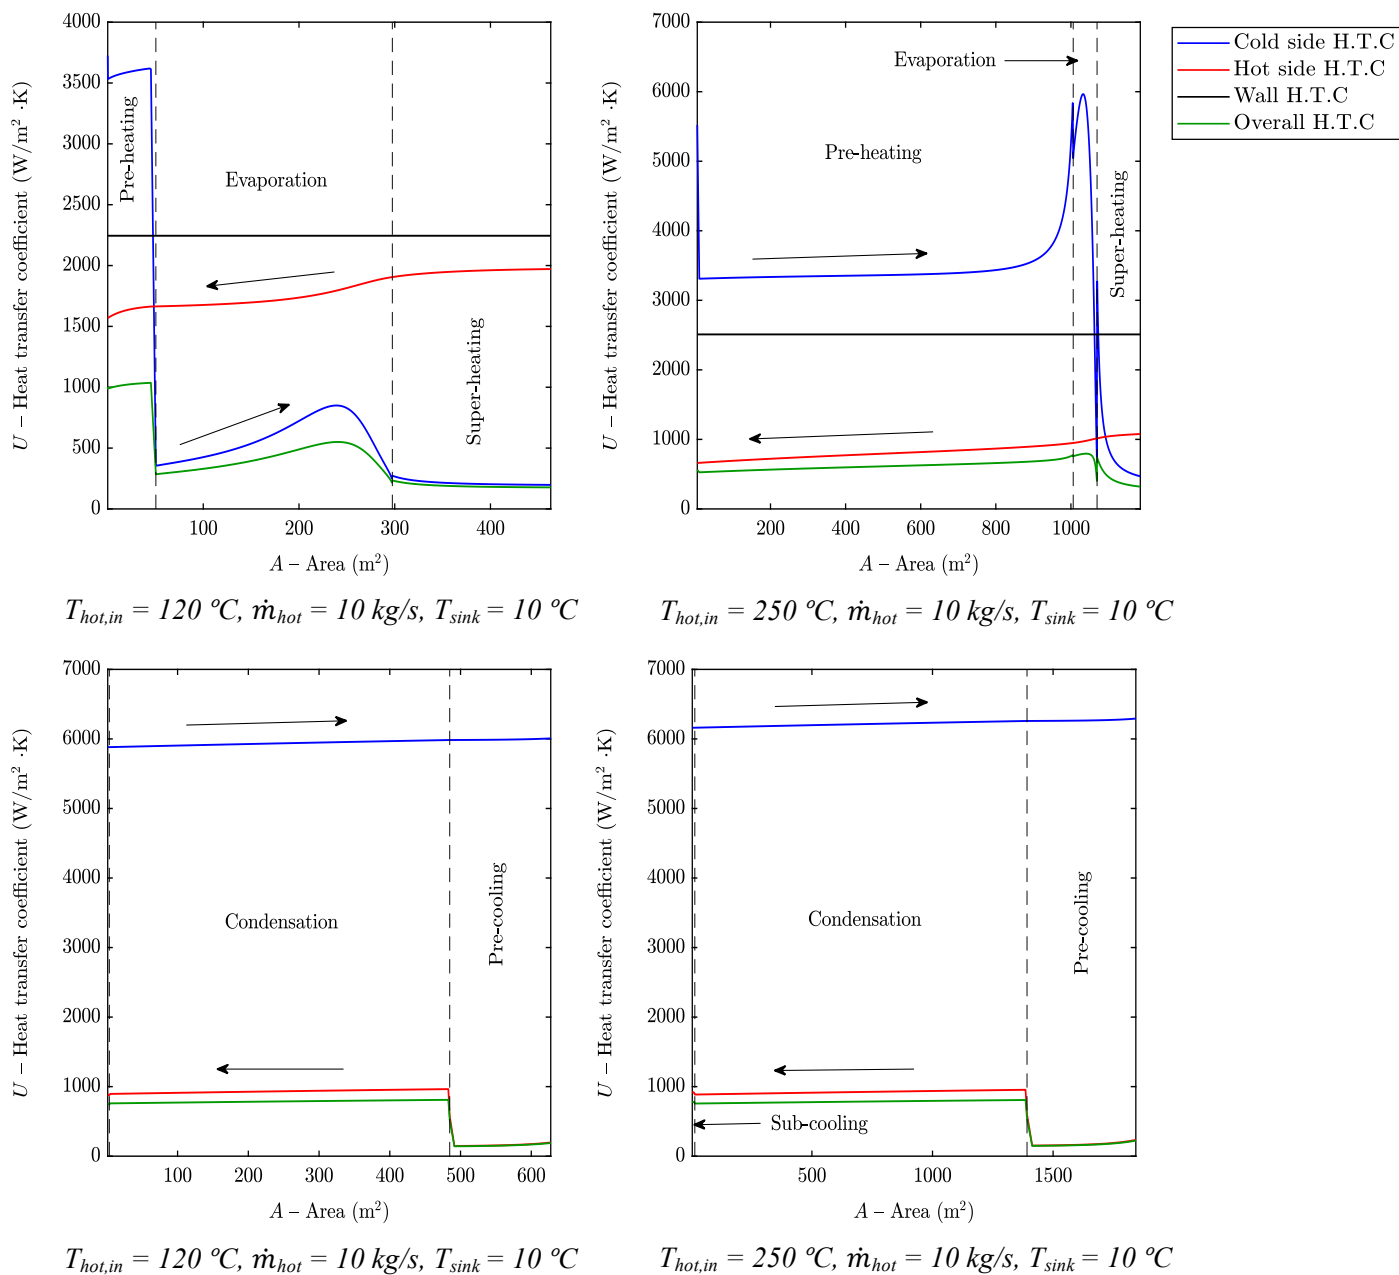 4000
3500
3000
2500
2000
1500
1000
500
0
100
200
300
400
U – Heat transfer coefficient (W/m² ·K)
A – Area (m²)
Pre-heating
Evaporation
Super-heating
T_hot,in = 120 ºC, ṁ_hot = 10 kg/s, T_sink = 10 ºC
7000
6000
5000
4000
3000
2000
1000
0
200
400
600
800
1000
U – Heat transfer coefficient (W/m² ·K)
A – Area (m²)
Evaporation
Pre-heating
Super-heating
T_hot,in = 250 ºC, ṁ_hot = 10 kg/s, T_sink = 10 ºC
Cold side H.T.C
Hot side H.T.C
Wall H.T.C
Overall H.T.C
7000
6000
5000
4000
3000
2000
1000
0
100
200
300
400
500
600
U – Heat transfer coefficient (W/m² ·K)
A – Area (m²)
Condensation
Pre-cooling
T_hot,in = 120 ºC, ṁ_hot = 10 kg/s, T_sink = 10 ºC
7000
6000
5000
4000
3000
2000
1000
0
500
1000
1500
U – Heat transfer coefficient (W/m² ·K)
A – Area (m²)
Condensation
Pre-cooling
Sub-cooling
T_hot,in = 250 ºC, ṁ_hot = 10 kg/s, T_sink = 10 ºC